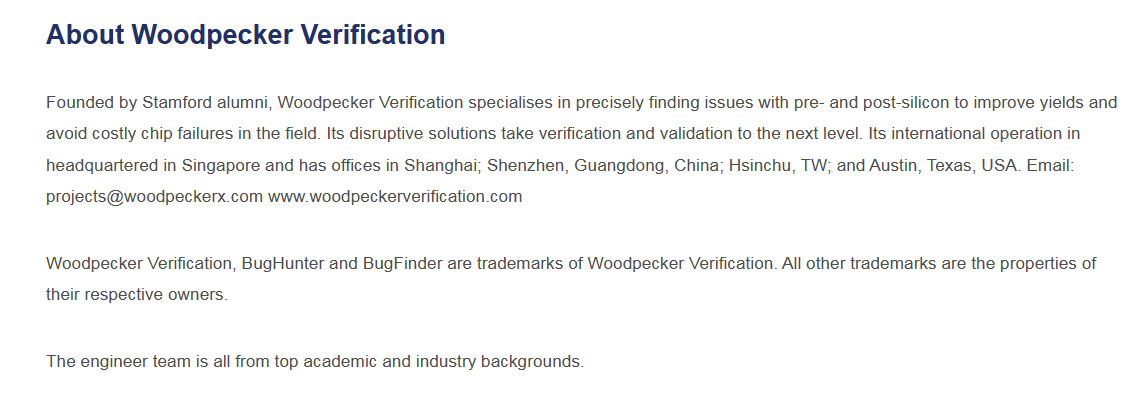 About Woodpecker Verification
Founded by Stamford alumni, Woodpecker Verification specialises in precisely finding issues with pre- and post-silicon to improve yields and
avoid costly chip failures in the field. Its disruptive solutions take verification and validation to the next level. Its international operation in
headquartered in Singapore and has offices in Shanghai; Shenzhen, Guangdong, China; Hsinchu, TW; and Austin, Texas, USA. Email:
projects@woodpeckerx.com www.woodpeckerverification.com
Woodpecker Verification, BugHunter and BugFinder are trademarks of Woodpecker Verification. All other trademarks are the properties of
their respective owners.
The engineer team is all from top academic and industry backgrounds.